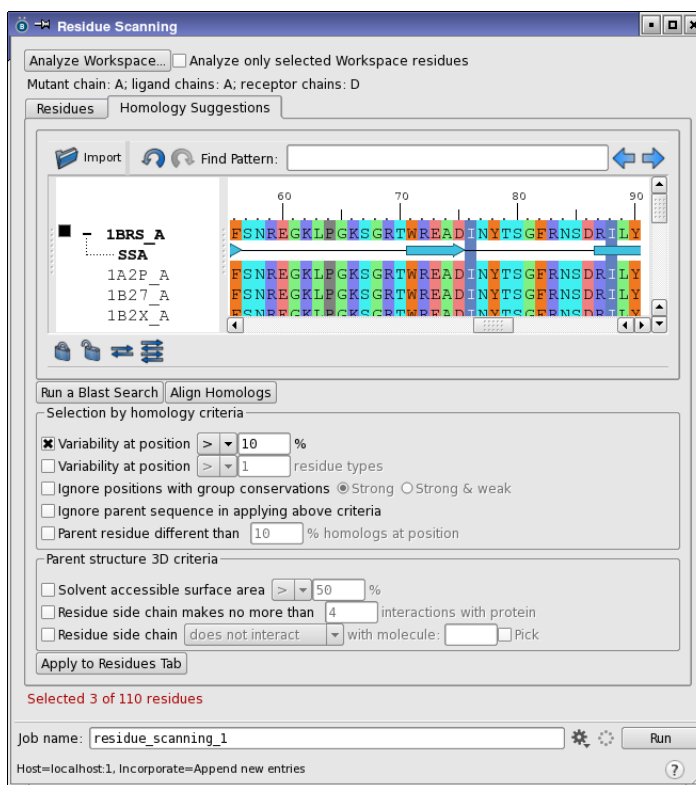 Residue Scanning
Analyze Workspace... Analyze only selected Workspace residues
Mutant chain: A; ligand chains: A; receptor chains: D
Residues Homology Suggestions
Import Find Pattern:
60 70 80 90
1BRS_A FSNREGKLPGKSGRTWREADINYTSGFRNSDRILY
SSA
1A2P_A FSNREGKLPGKSGRTWREADINYTSGFRNSDRILY
1B27_A FSNREGKLPGKSGRTWREADINYTSGFRNSDRILY
1B2X_A FSNREGKLPGKSGRTWREADINYTSGFRNSDRILY
Run a Blast Search Align Homologs
Selection by homology criteria
Variability at position > 10 %
Variability at position > 1 residue types
Ignore positions with group conservations Strong Strong & weak
Ignore parent sequence in applying above criteria
Parent residue different than 10 % homologs at position
Parent structure 3D criteria
Solvent accessible surface area > 50 %
Residue side chain makes no more than 4 interactions with protein
Residue side chain does not interact with molecule: Pick
Apply to Residues Tab
Selected 3 of 110 residues
Job name: residue_scanning_1 Run
Host=localhost:1, Incorporate=Append new entries ?